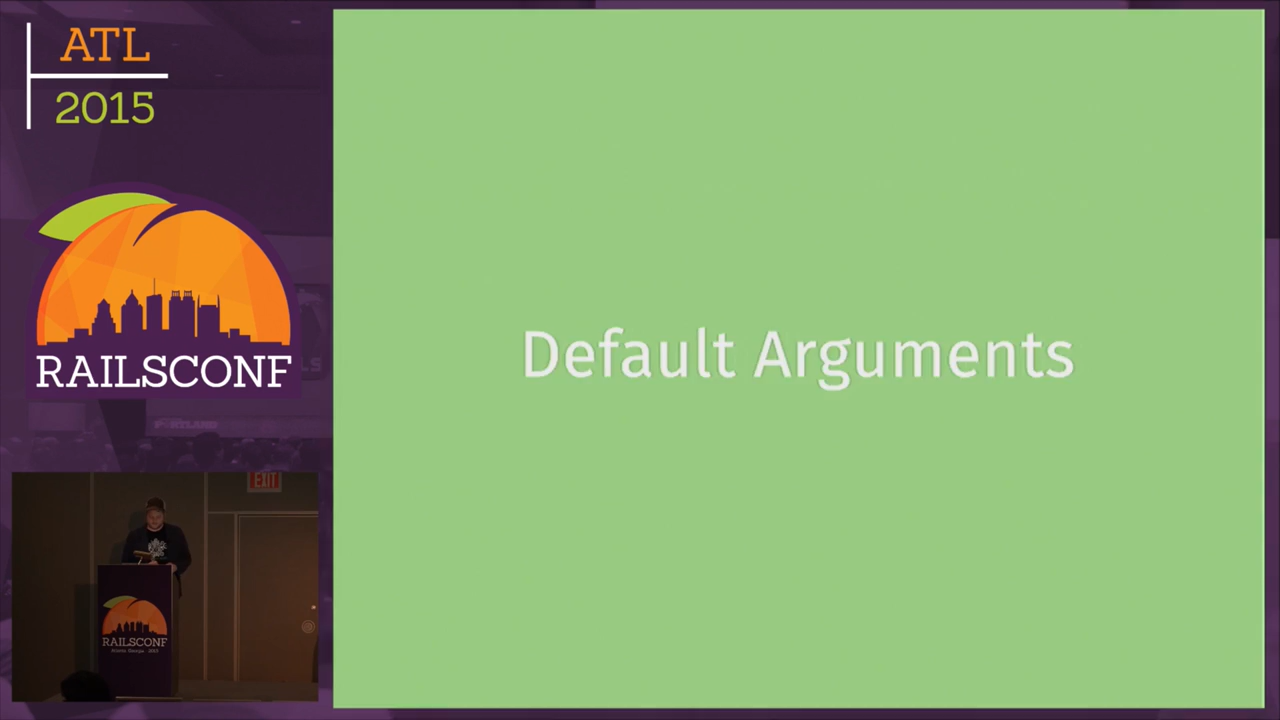 ATL
2015
RAILSCONF
Default Arguments
EXIT
RAILSCONF